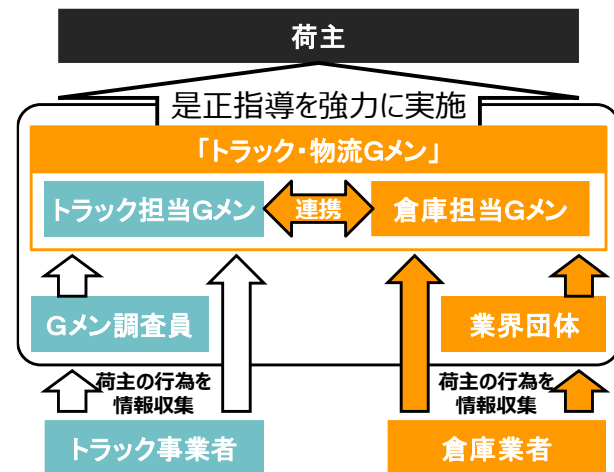 荷主
是正指導を強力に実施
「トラック・物流Gメン」
トラック担当Gメン
連携
倉庫担当Gメン
Gメン調査員
業界団体
荷主の行為を
情報収集
荷主の行為を
情報収集
トラック事業者
倉庫業者